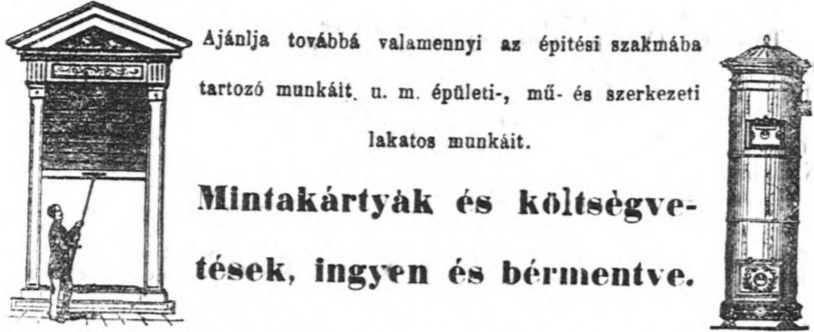 Ajánlja továbbá valamennyi az épitési szakmába
tartozó munkáit. u. m. épületi-, mű- és szerkezeti
lakatos munkáit.
Mintakártyák és költségve-
tések, ingyen és bérmentve.